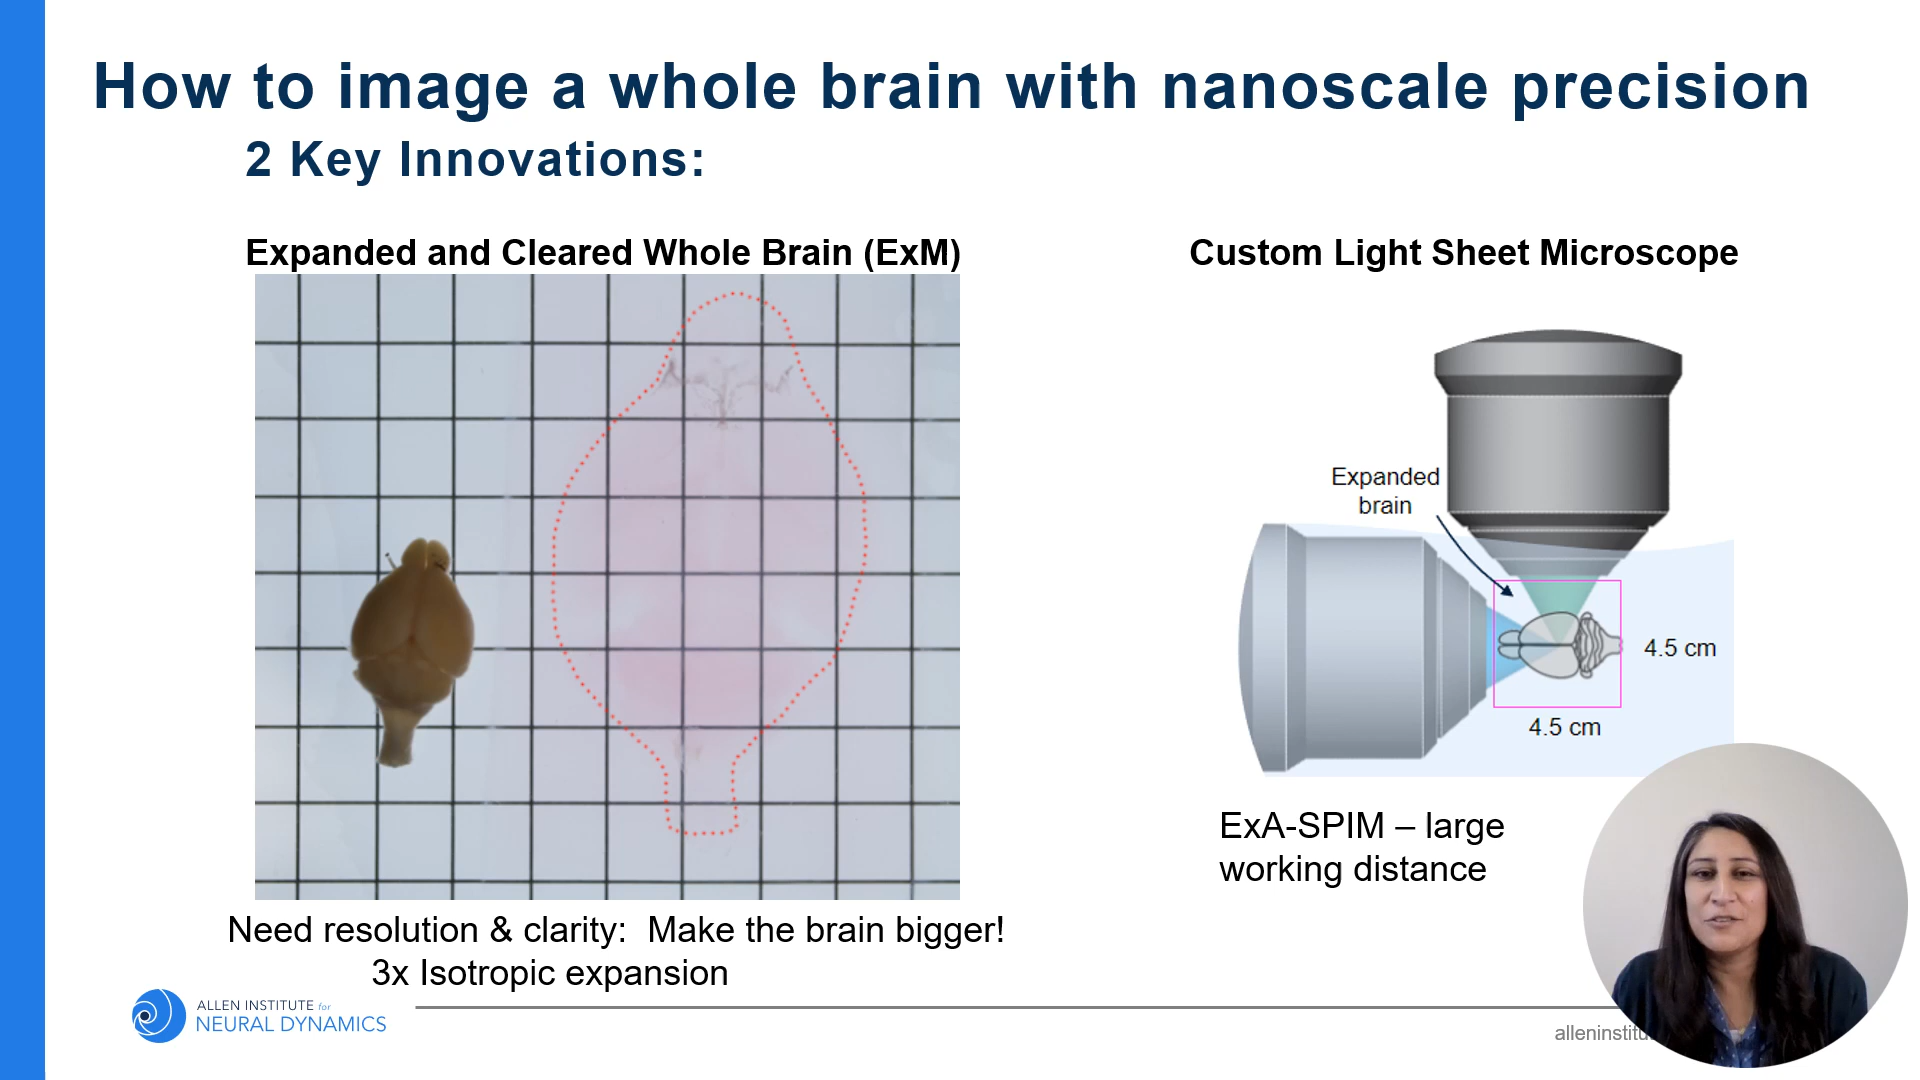 How to image a whole brain with nanoscale precision
2 Key Innovations:
Expanded and Cleared Whole Brain (ExM)
Custom Light Sheet Microscope
Expanded
brain
4.5 cm
4.5 cm
ExA-SPIM – large
working distance
Need resolution & clarity: Make the brain bigger!
3x Isotropic expansion
ALLEN INSTITUTE for
NEURAL DYNAMICS